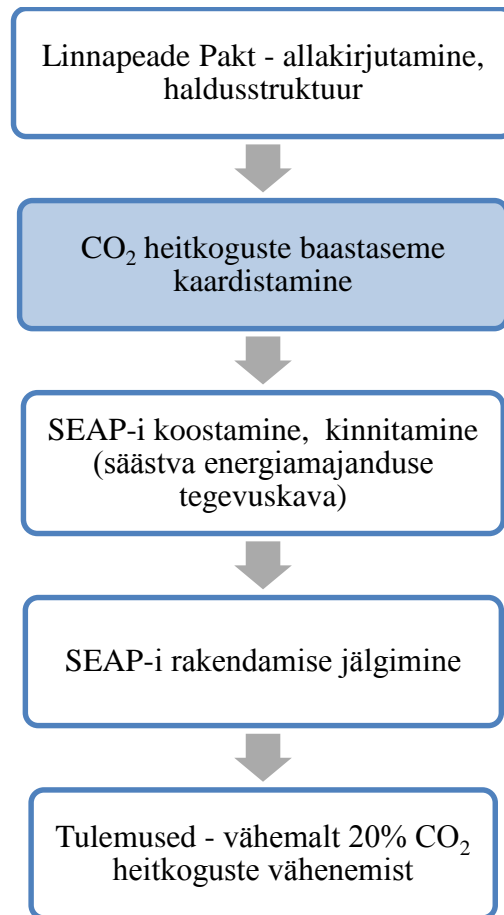 Linnapeade Pakt - allakirjutamine,
haldusstruktuur
CO₂ heitkoguste baastaseme
kaardistamine
SEAP-i koostamine, kinnitamine
(säästva energiamajanduse
tegevuskava)
SEAP-i rakendamise jälgimine
Tulemused - vähemalt 20% CO₂
heitkoguste vähenemist